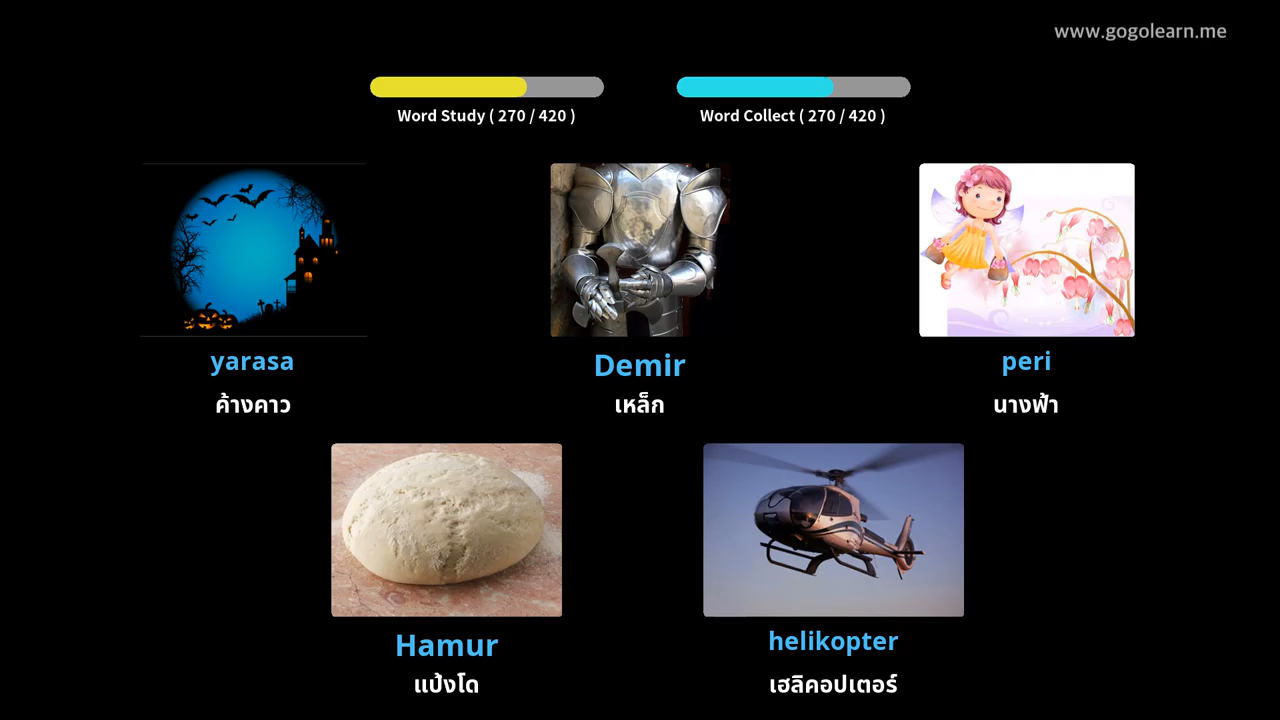 www.gogolearn.me
Word Study ( 270 / 420 )
Word Collect ( 270 / 420 )
yarasa
ค้างคาว
Demir
เหล็ก
peri
นางฟ้า
Hamur
แป้งโด
helikopter
เฮลิคอปเตอร์